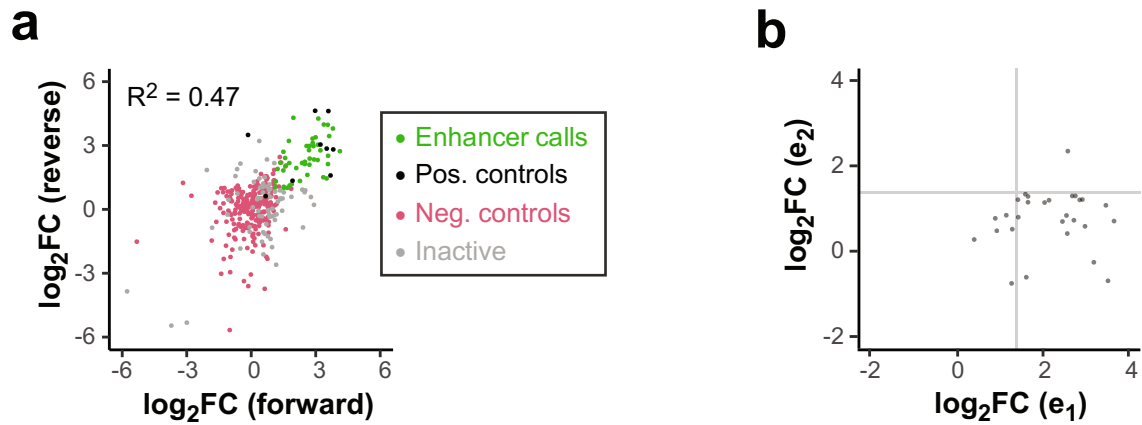 a
R² = 0.47
log₂FC (reverse)
6
3
0
-3
-6
-6
-3
0
3
6
log₂FC (forward)
Enhancer calls
Pos. controls
Neg. controls
Inactive
b
log₂FC (e₂)
4
2
0
-2
-2
0
2
4
log₂FC (e₁)